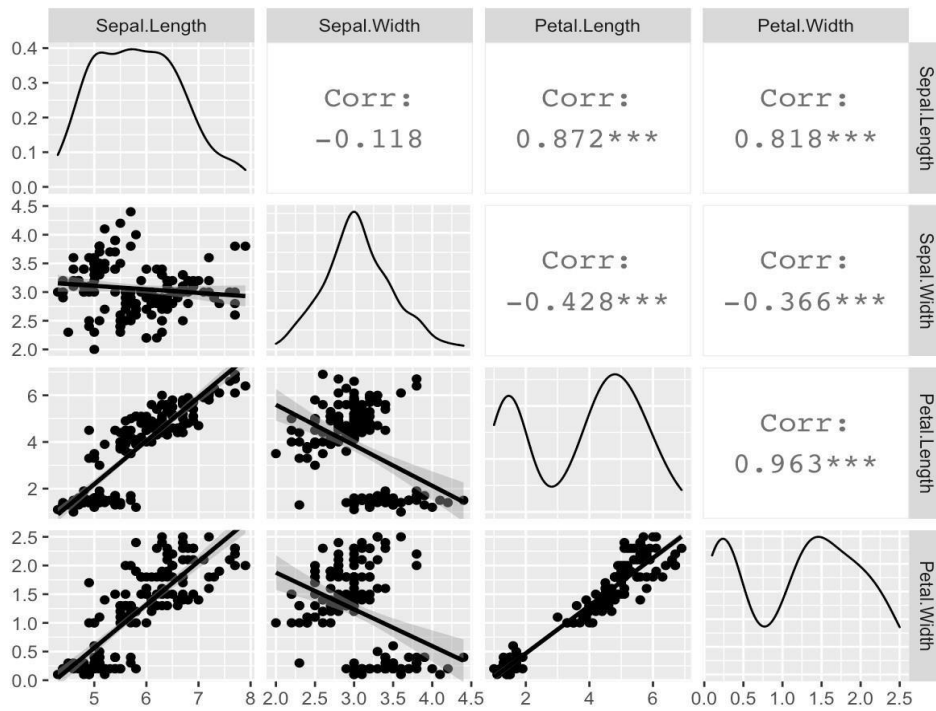 Sepal.Length Sepal.Width Petal.Length Petal.Width
0.4
0.3
0.2
0.1
0.0
Corr:
-0.118
Corr:
0.872***
Corr:
0.818***
Sepal.Length
4.5
4.0
3.5
3.0
2.5
2.0
Corr:
-0.428***
Corr:
-0.366***
Sepal.Width
6
4
2
Corr:
0.963***
Petal.Length
2.5
2.0
1.5
1.0
0.5
0.0
Petal.Width
5 6 7 8 2.0 2.5 3.0 3.5 4.0 4.5 2 4 6 0.0 0.5 1.0 1.5 2.0 2.5